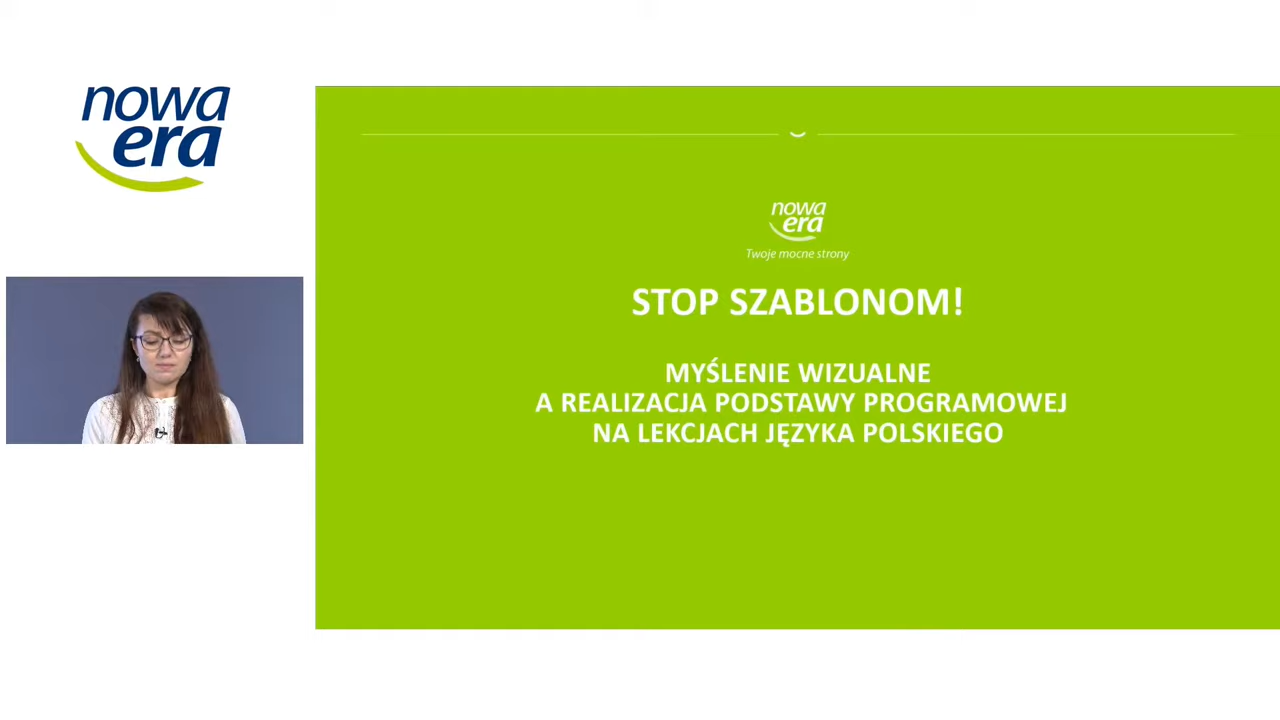 nowa
era
nowa
era
Twoje mocne strony
STOP SZABLONOM!
MYŚLENIE WIZUALNE
A REALIZACJA PODSTAWY PROGRAMOWEJ
NA LEKCJACH JĘZYKA POLSKIEGO